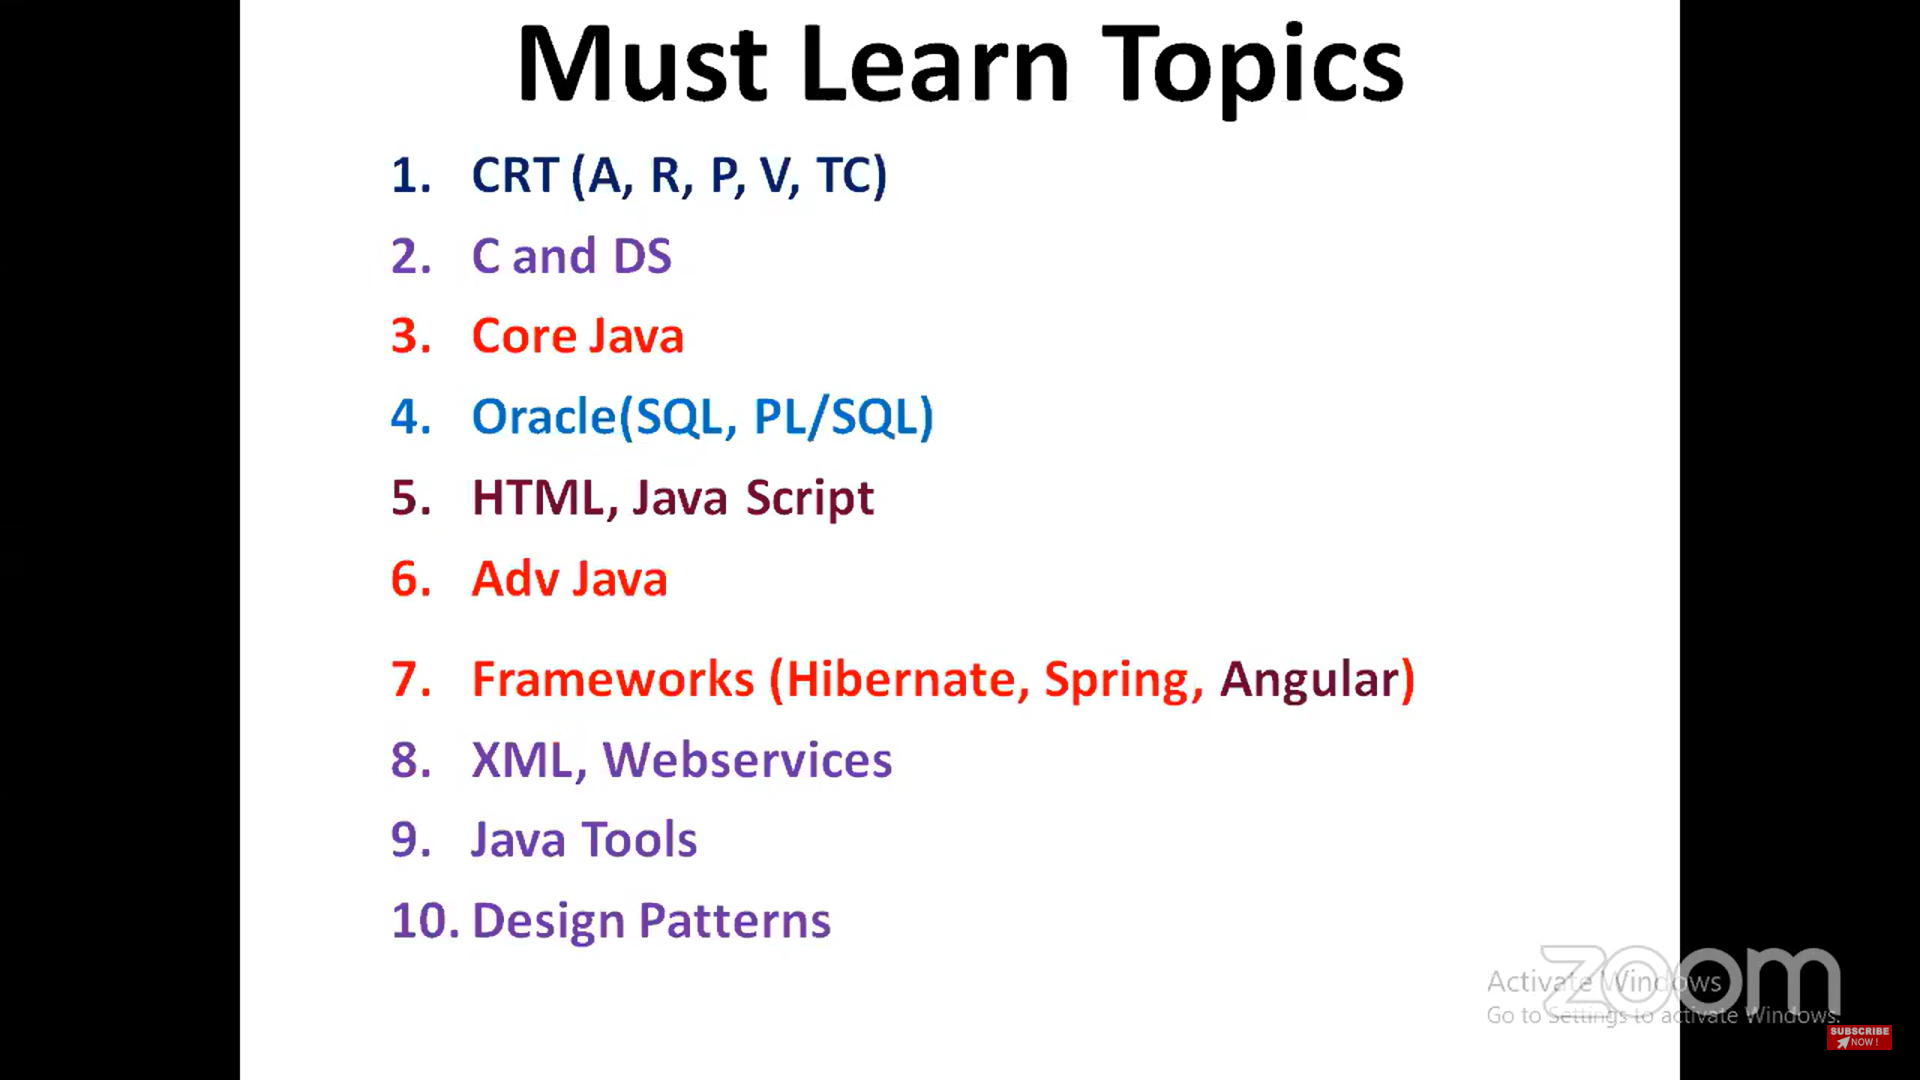 Must Learn Topics
1. CRT (A, R, P, V, TC)
2. C and DS
3. Core Java
4. Oracle(SQL, PL/SQL)
5. HTML, Java Script
6. Adv Java
7. Frameworks (Hibernate, Spring, Angular)
8. XML, Webservices
9. Java Tools
10. Design Patterns
zoom
Activate Windows
Go to Settings to activate Windows.
SUBSCRIBE
NOW !